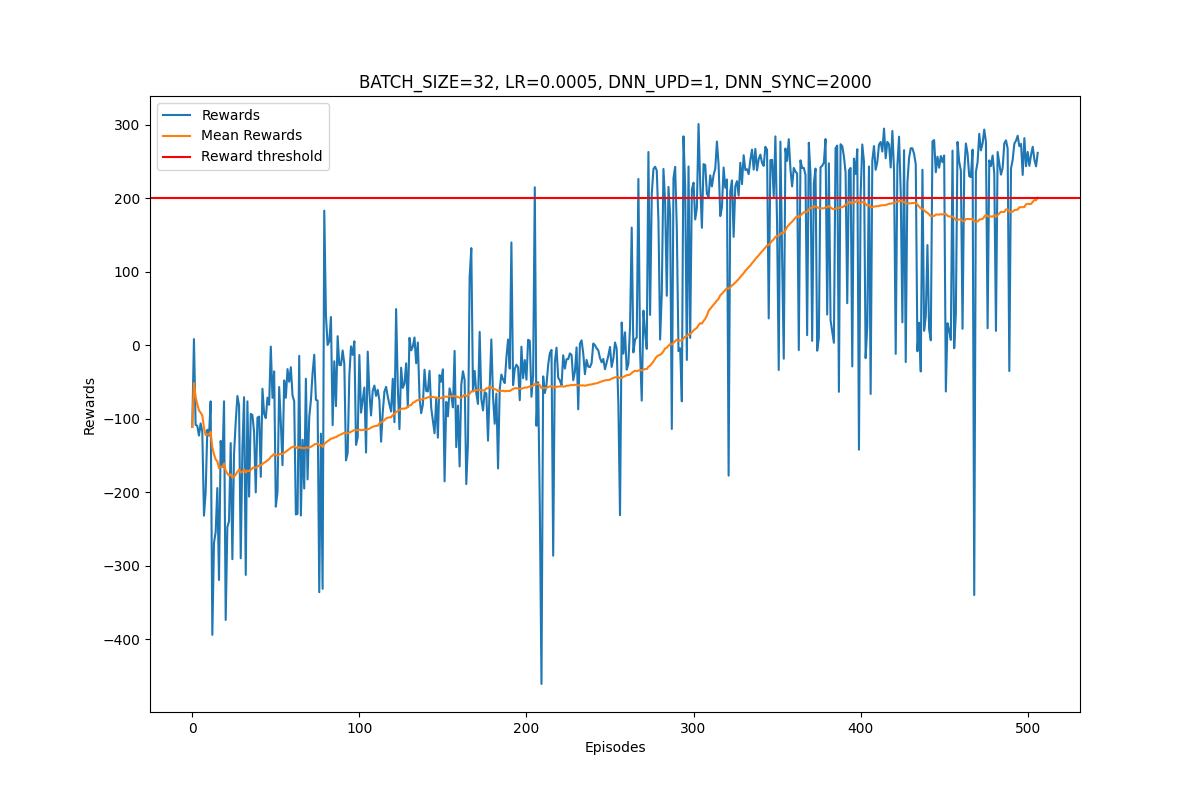 BATCH_SIZE=32, LR=0.0005, DNN_UPD=1, DNN_SYNC=2000
Rewards
Mean Rewards
Reward threshold
300
200
100
0
−100
−200
−300
−400
Rewards
0 100 200 300 400 500
Episodes